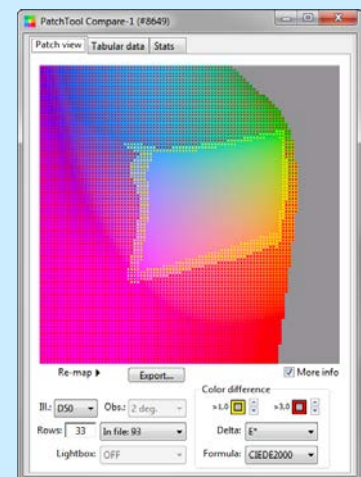 PatchTool Compare-1 (#8649)
Patch view Tabular data Stats
Re-map Export... More info
Color difference
Ill.: D50 Obs.: 2 deg. >1.0 >3.0
Rows: 33 In file: 93 Delta: E*
Lightbox: OFF Formula: CIEDE2000